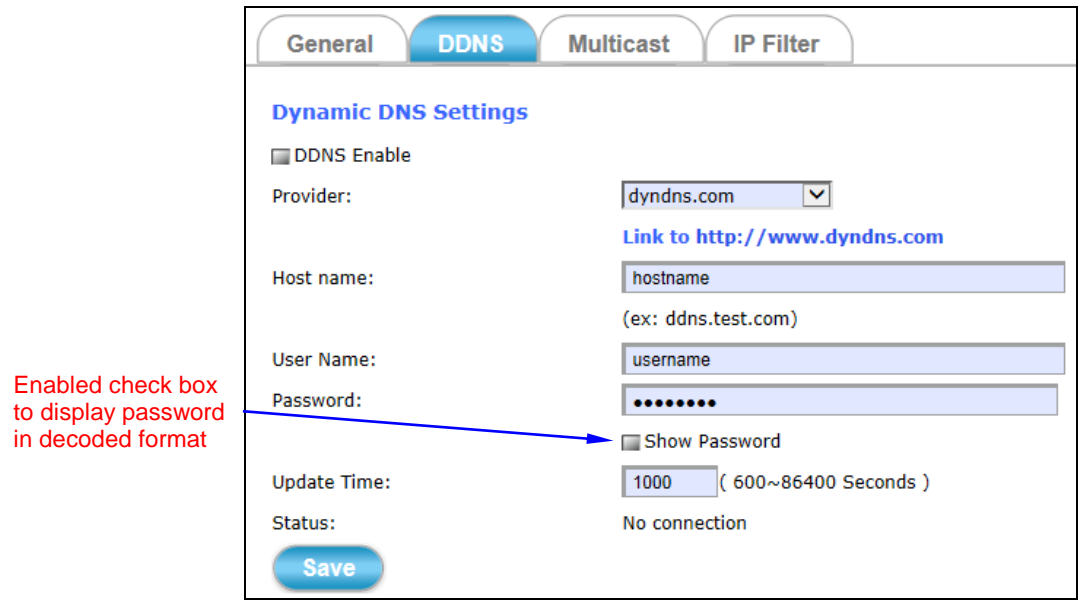 General DDNS Multicast IP Filter
Dynamic DNS Settings
DDNS Enable
Provider: dyndns.com
Link to http://www.dyndns.com
Host name: hostname
(ex: ddns.test.com)
User Name: username
Password: ••••••••
Show Password
Update Time: 1000 ( 600~86400 Seconds )
Status: No connection
Save
Enabled check box
to display password
in decoded format